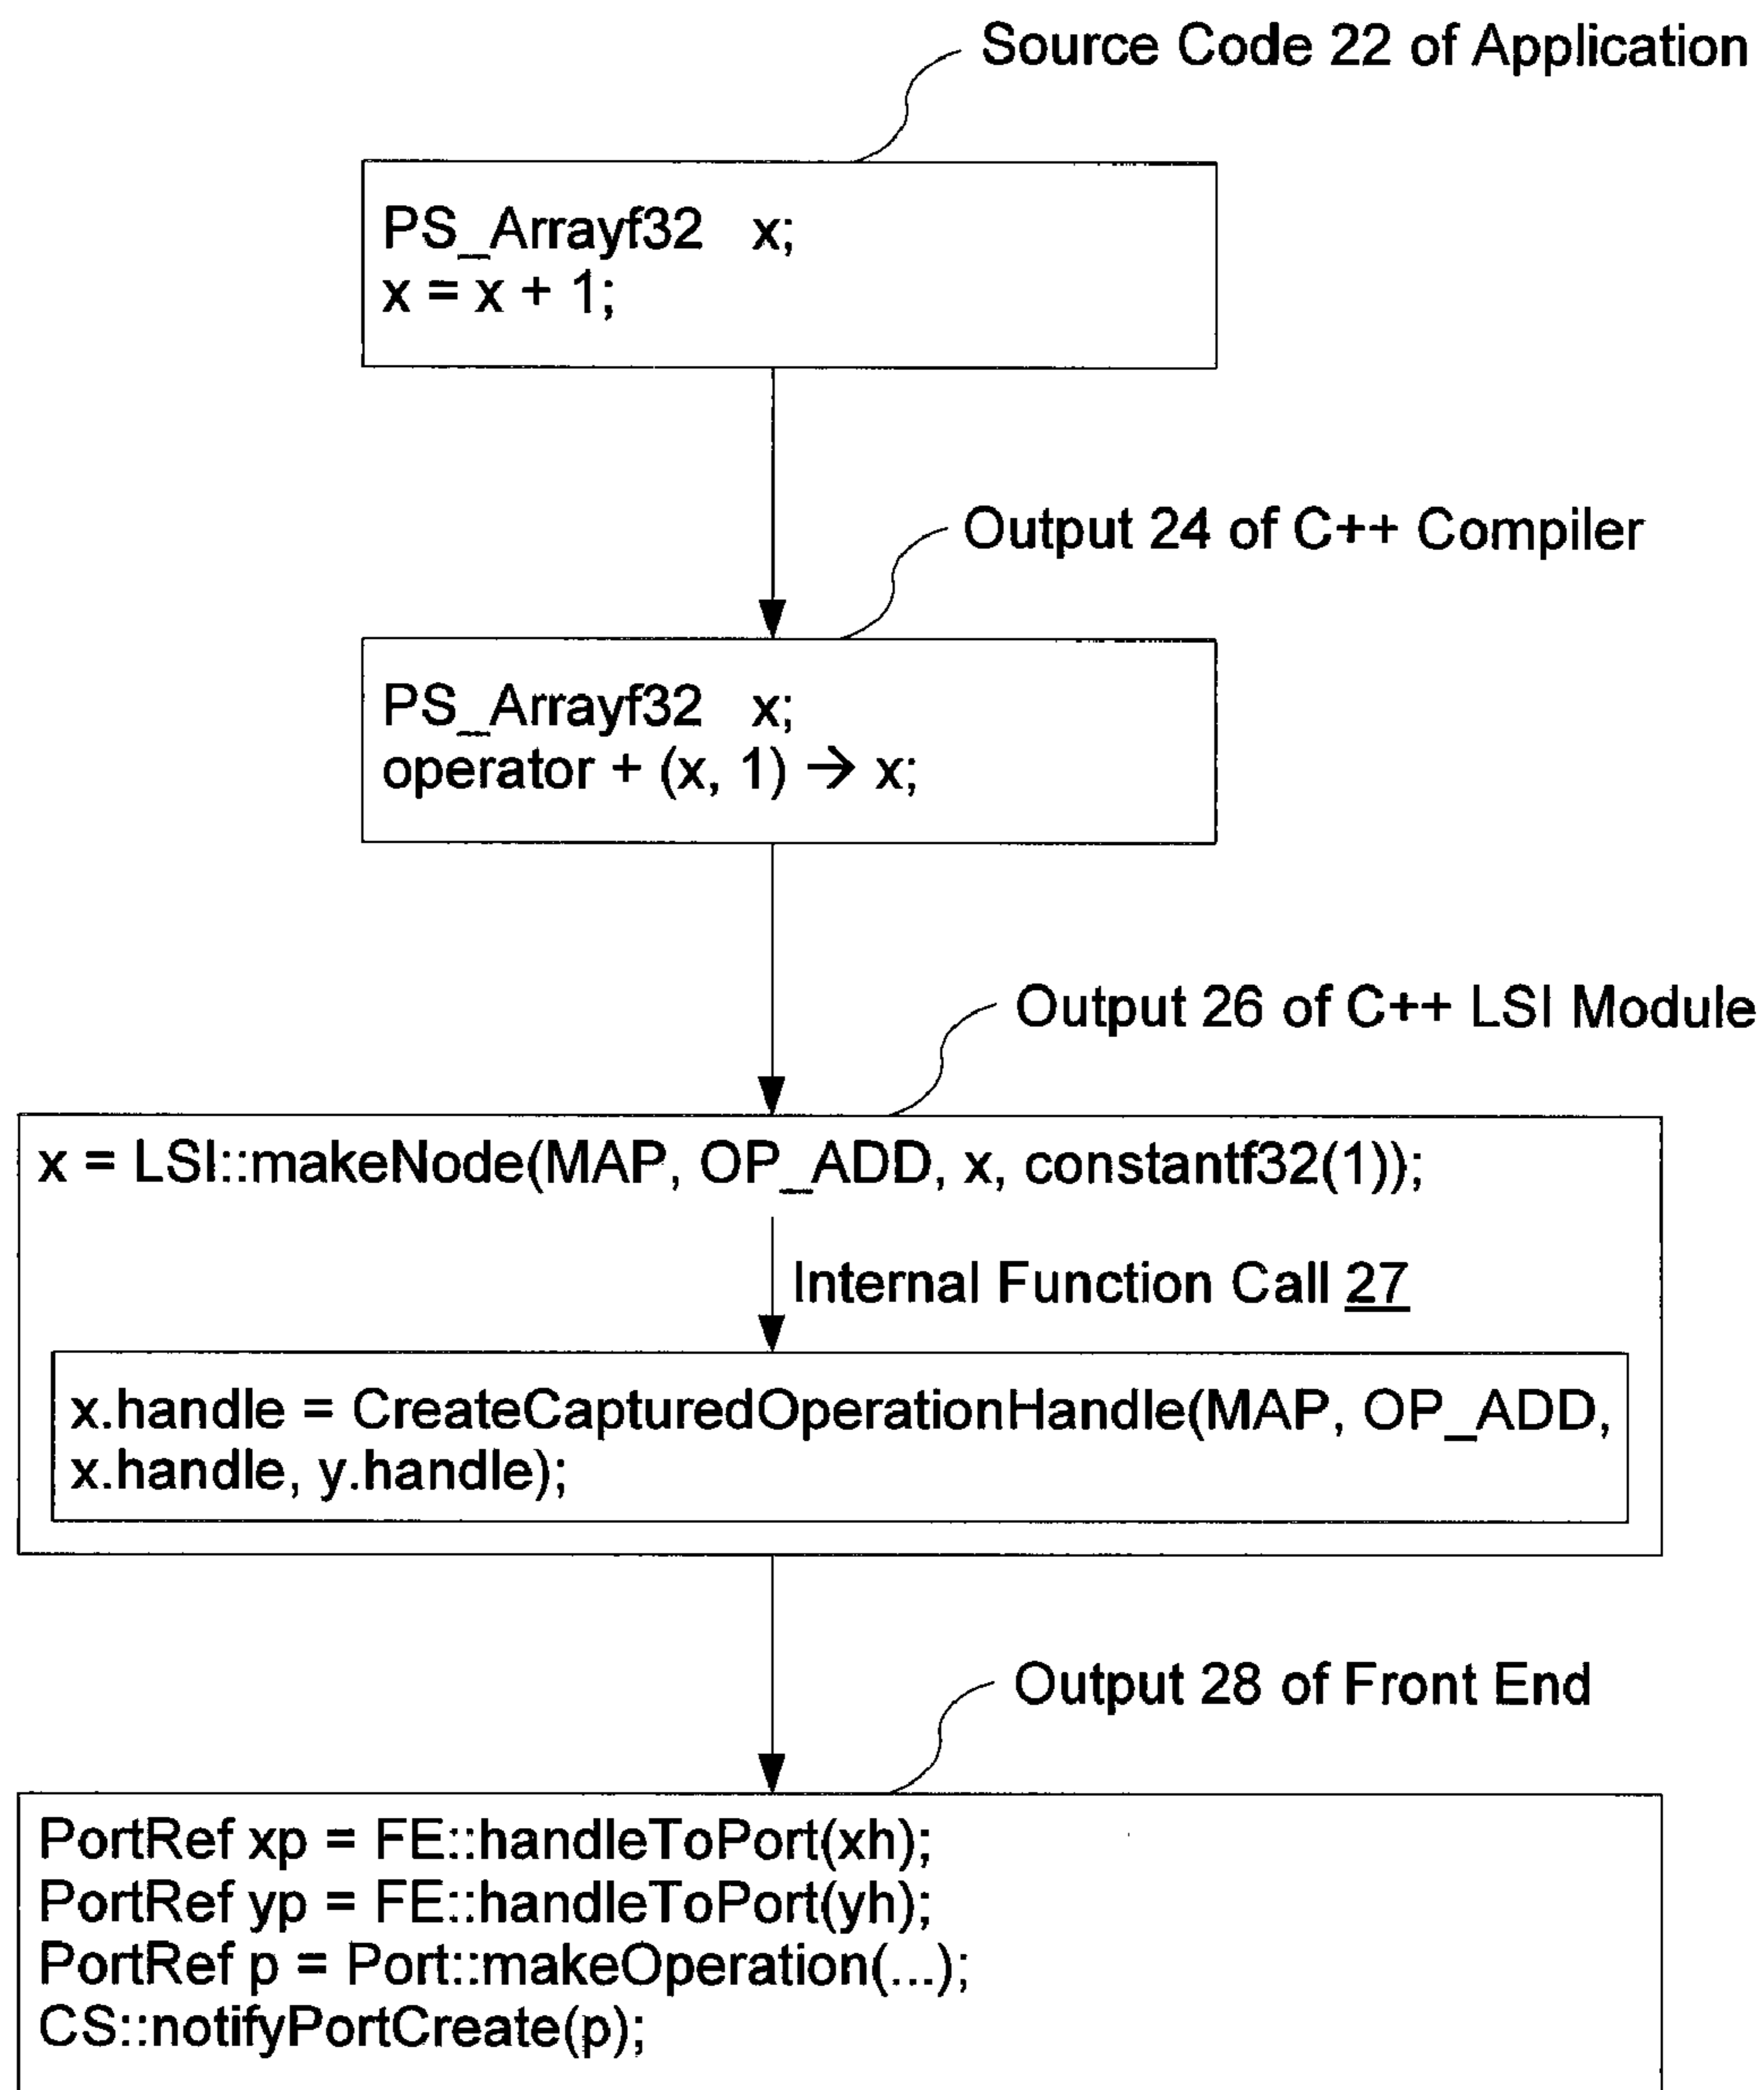 Source Code 22 of Application
PS_Arrayf32 x;
x = x + 1;
Output 24 of C++ Compiler
PS_Arrayf32 x;
operator + (x, 1) → x;
Output 26 of C++ LSI Module
x = LSI::makeNode(MAP, OP_ADD, x, constantf32(1));
Internal Function Call 27
x.handle = CreateCapturedOperationHandle(MAP, OP_ADD,
x.handle, y.handle);
Output 28 of Front End
PortRef xp = FE::handleToPort(xh);
PortRef yp = FE::handleToPort(yh);
PortRef p = Port::makeOperation(...);
CS::notifyPortCreate(p);